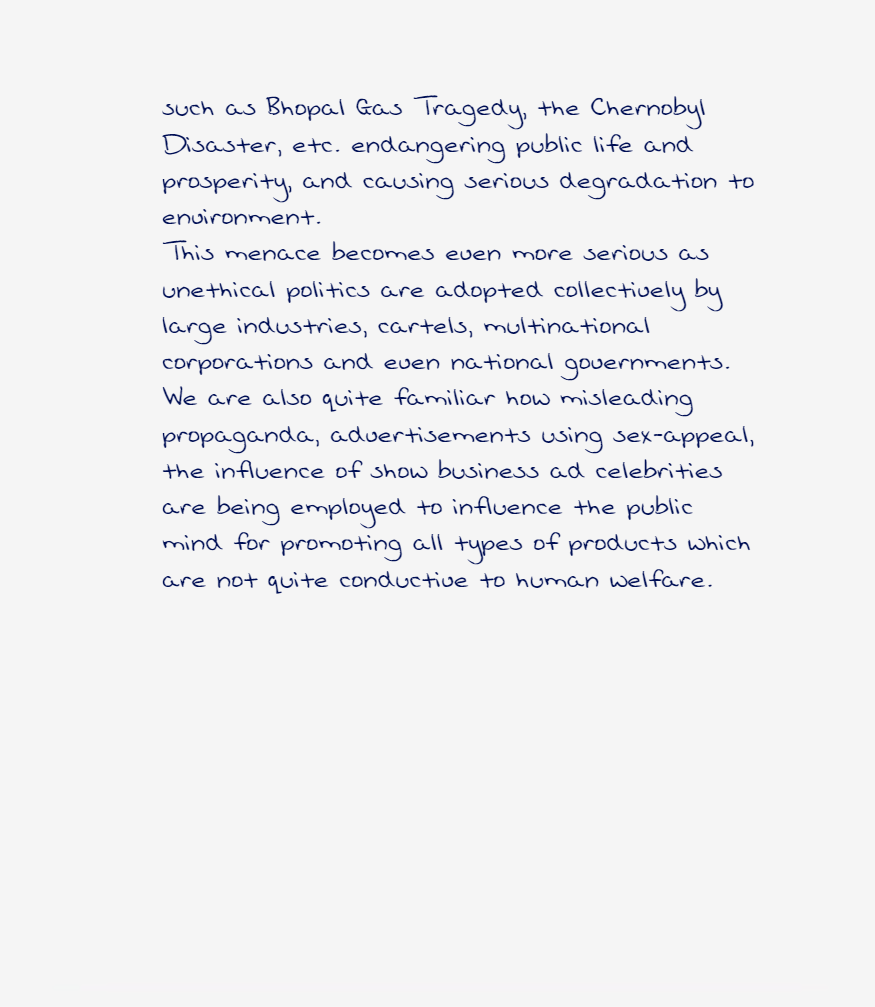 such as Bhopal Gas Tragedy, the Chernobyl
Disaster, etc. endangering public life and
prosperity, and causing serious degradation to
environment.
This menace becomes even more serious as
unethical politics are adopted collectively by
large industries, cartels, multinational
corporations and even national governments.
We are also quite familiar how misleading
propaganda, advertisements using sex-appeal,
the influence of show business ad celebrities
are being employed to influence the public
mind for promoting all types of products which
are not quite conductive to human welfare.